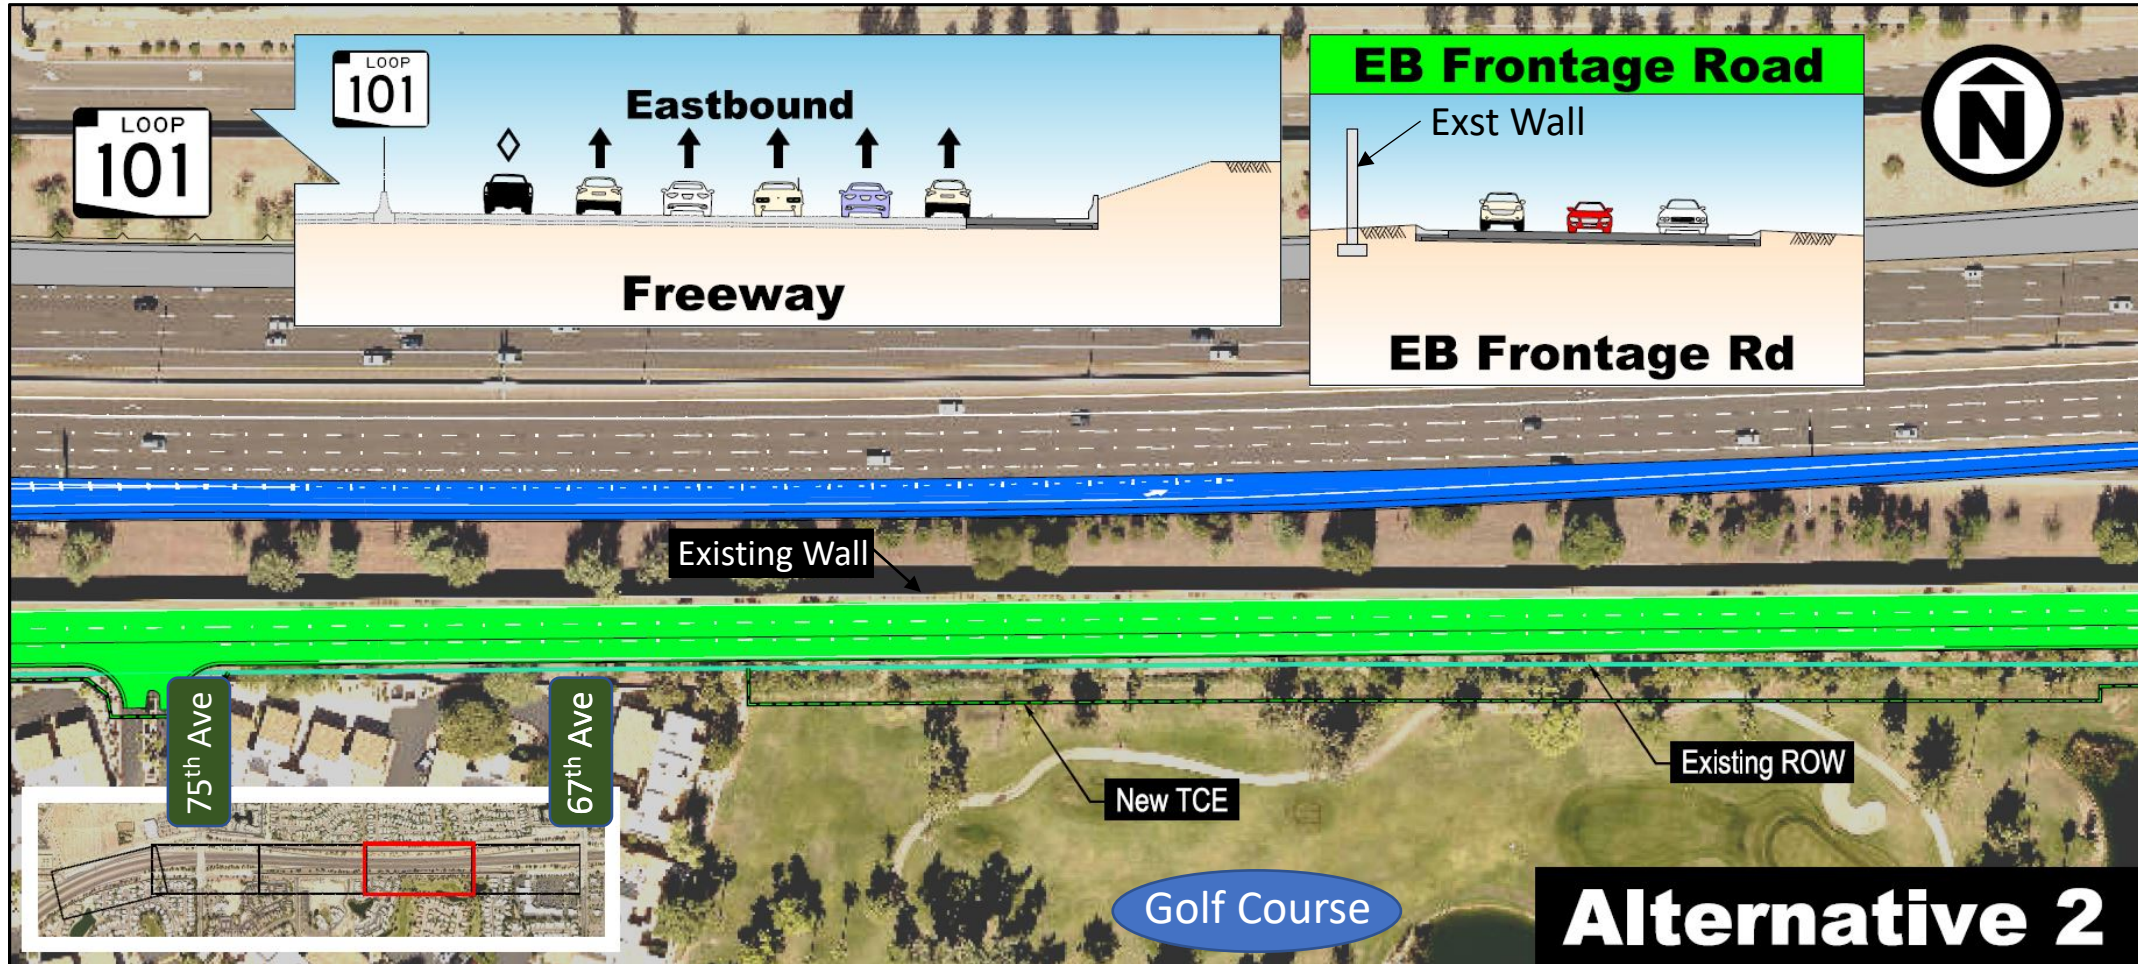 LOOP
101
LOOP
101
Eastbound
Freeway
EB Frontage Road
Exst Wall
EB Frontage Rd
N
Existing Wall
75th Ave
67th Ave
New TCE
Existing ROW
Golf Course
Alternative 2